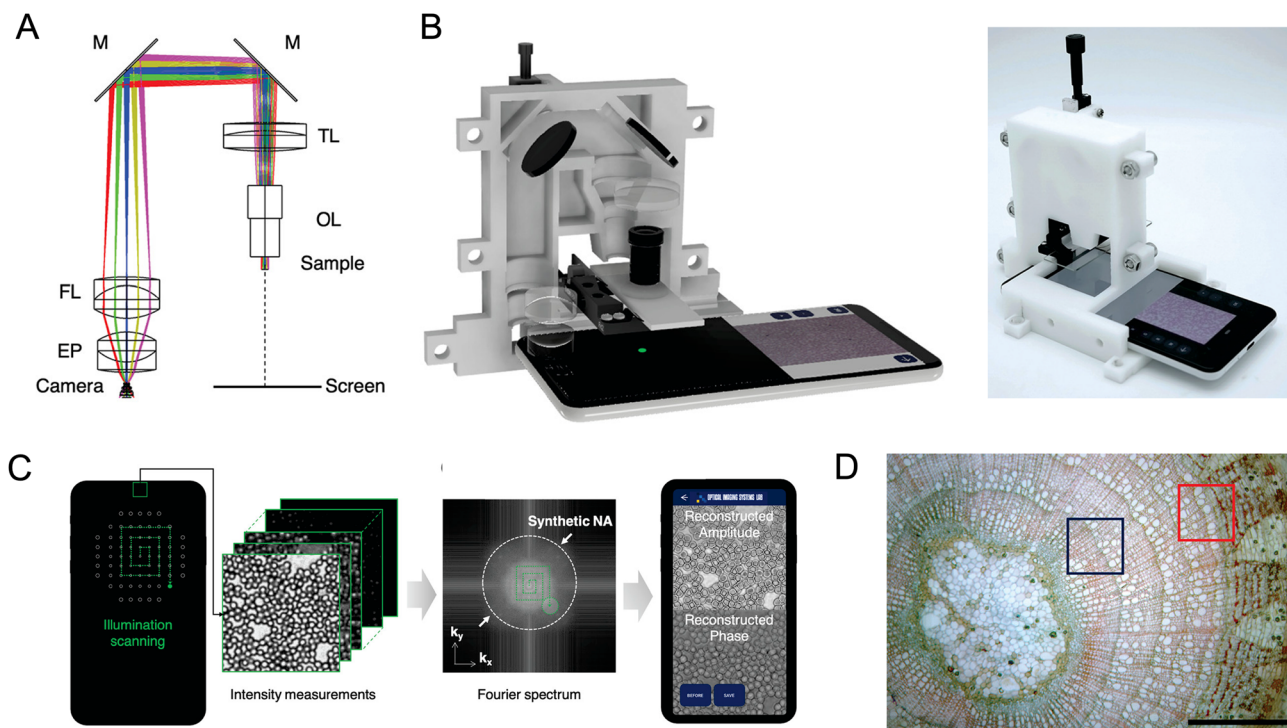 A
M
M
TL
OL
Sample
FL
EP
Camera
Screen
B
C
Illumination
scanning
Intensity measurements
Synthetic NA
ky
kx
Fourier spectrum
OPTICAL IMAGING SYSTEMS LAB
Reconstructed
Amplitude
Reconstructed
Phase
BEFORE
SAVE
D